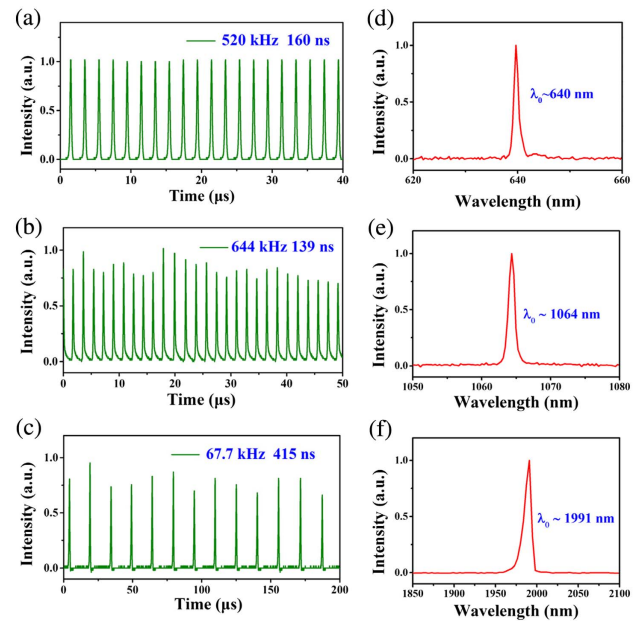 (a)
520 kHz 160 ns
Intensity (a.u.)
1.0
0.5
0.0
0 10 20 30 40
Time (µs)
(d)
λ₀~640 nm
Intensity (a.u.)
1.0
0.5
0.0
620 640 660
Wavelength (nm)
(b)
644 kHz 139 ns
Intensity (a.u.)
1.0
0.5
0.0
0 10 20 30 40 50
Time (µs)
(e)
λ₀ ~ 1064 nm
Intensity (a.u.)
1.0
0.5
0.0
1050 1060 1070 1080
Wavelength (nm)
(c)
67.7 kHz 415 ns
Intensity (a.u.)
1.0
0.5
0.0
0 50 100 150 200
Time (µs)
(f)
λ₀ ~ 1991 nm
Intensity (a.u.)
1.0
0.5
0.0
1850 1900 1950 2000 2050 2100
Wavelength (nm)